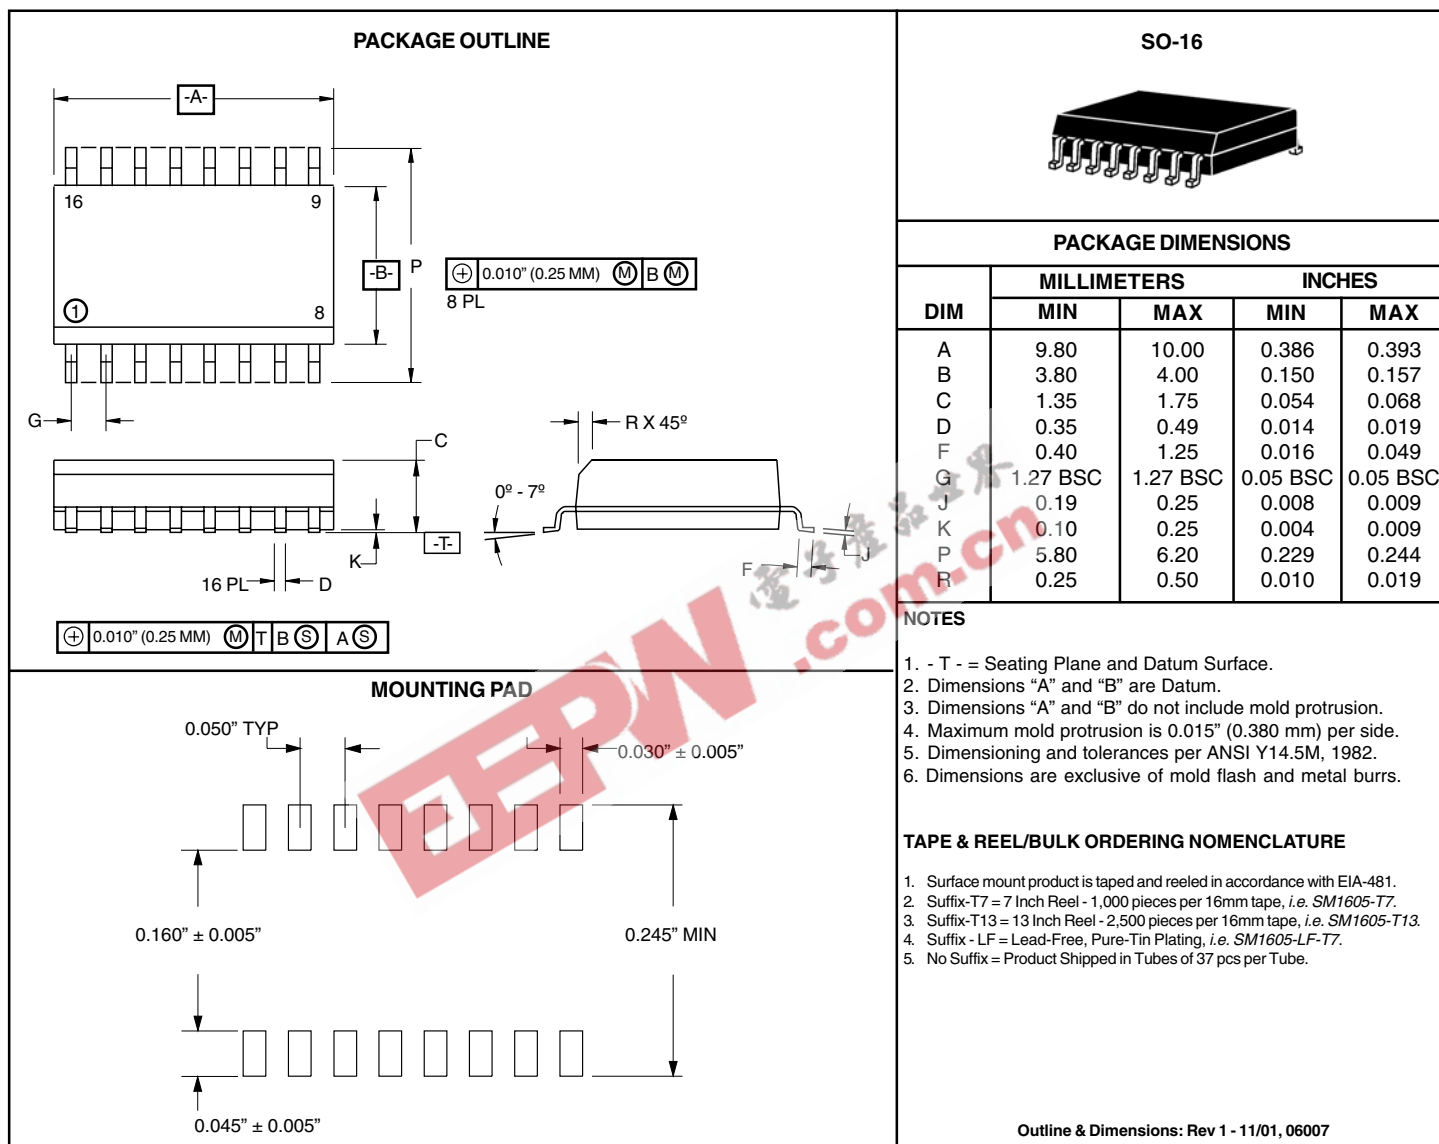 PACKAGE OUTLINE
-A-
16
9
1
8
-B-
P
⌖ 0.010” (0.25 MM) Ⓜ B Ⓜ
8 PL
G
C
R X 45º
0º - 7º
-T-
K
16 PL
D
F
J
⌖ 0.010” (0.25 MM) Ⓜ T B Ⓢ A Ⓢ
MOUNTING PAD
0.050” TYP
0.030” ± 0.005”
0.160” ± 0.005”
0.245” MIN
0.045” ± 0.005”
SO-16
PACKAGE DIMENSIONS
MILLIMETERS INCHES
DIM MIN MAX MIN MAX
A 9.80 10.00 0.386 0.393
B 3.80 4.00 0.150 0.157
C 1.35 1.75 0.054 0.068
D 0.35 0.49 0.014 0.019
F 0.40 1.25 0.016 0.049
G 1.27 BSC 1.27 BSC 0.05 BSC 0.05 BSC
J 0.19 0.25 0.008 0.009
K 0.10 0.25 0.004 0.009
P 5.80 6.20 0.229 0.244
R 0.25 0.50 0.010 0.019
NOTES
1. - T - = Seating Plane and Datum Surface.
2. Dimensions “A” and “B” are Datum.
3. Dimensions “A” and “B” do not include mold protrusion.
4. Maximum mold protrusion is 0.015” (0.380 mm) per side.
5. Dimensioning and tolerances per ANSI Y14.5M, 1982.
6. Dimensions are exclusive of mold flash and metal burrs.
TAPE & REEL/BULK ORDERING NOMENCLATURE
1. Surface mount product is taped and reeled in accordance with EIA-481.
2. Suffix-T7 = 7 Inch Reel - 1,000 pieces per 16mm tape, i.e. SM1605-T7.
3. Suffix-T13 = 13 Inch Reel - 2,500 pieces per 16mm tape, i.e. SM1605-T13.
4. Suffix - LF = Lead-Free, Pure-Tin Plating, i.e. SM1605-LF-T7.
5. No Suffix = Product Shipped in Tubes of 37 pcs per Tube.
Outline & Dimensions: Rev 1 - 11/01, 06007
EEPW.com.cn
電子產品世界